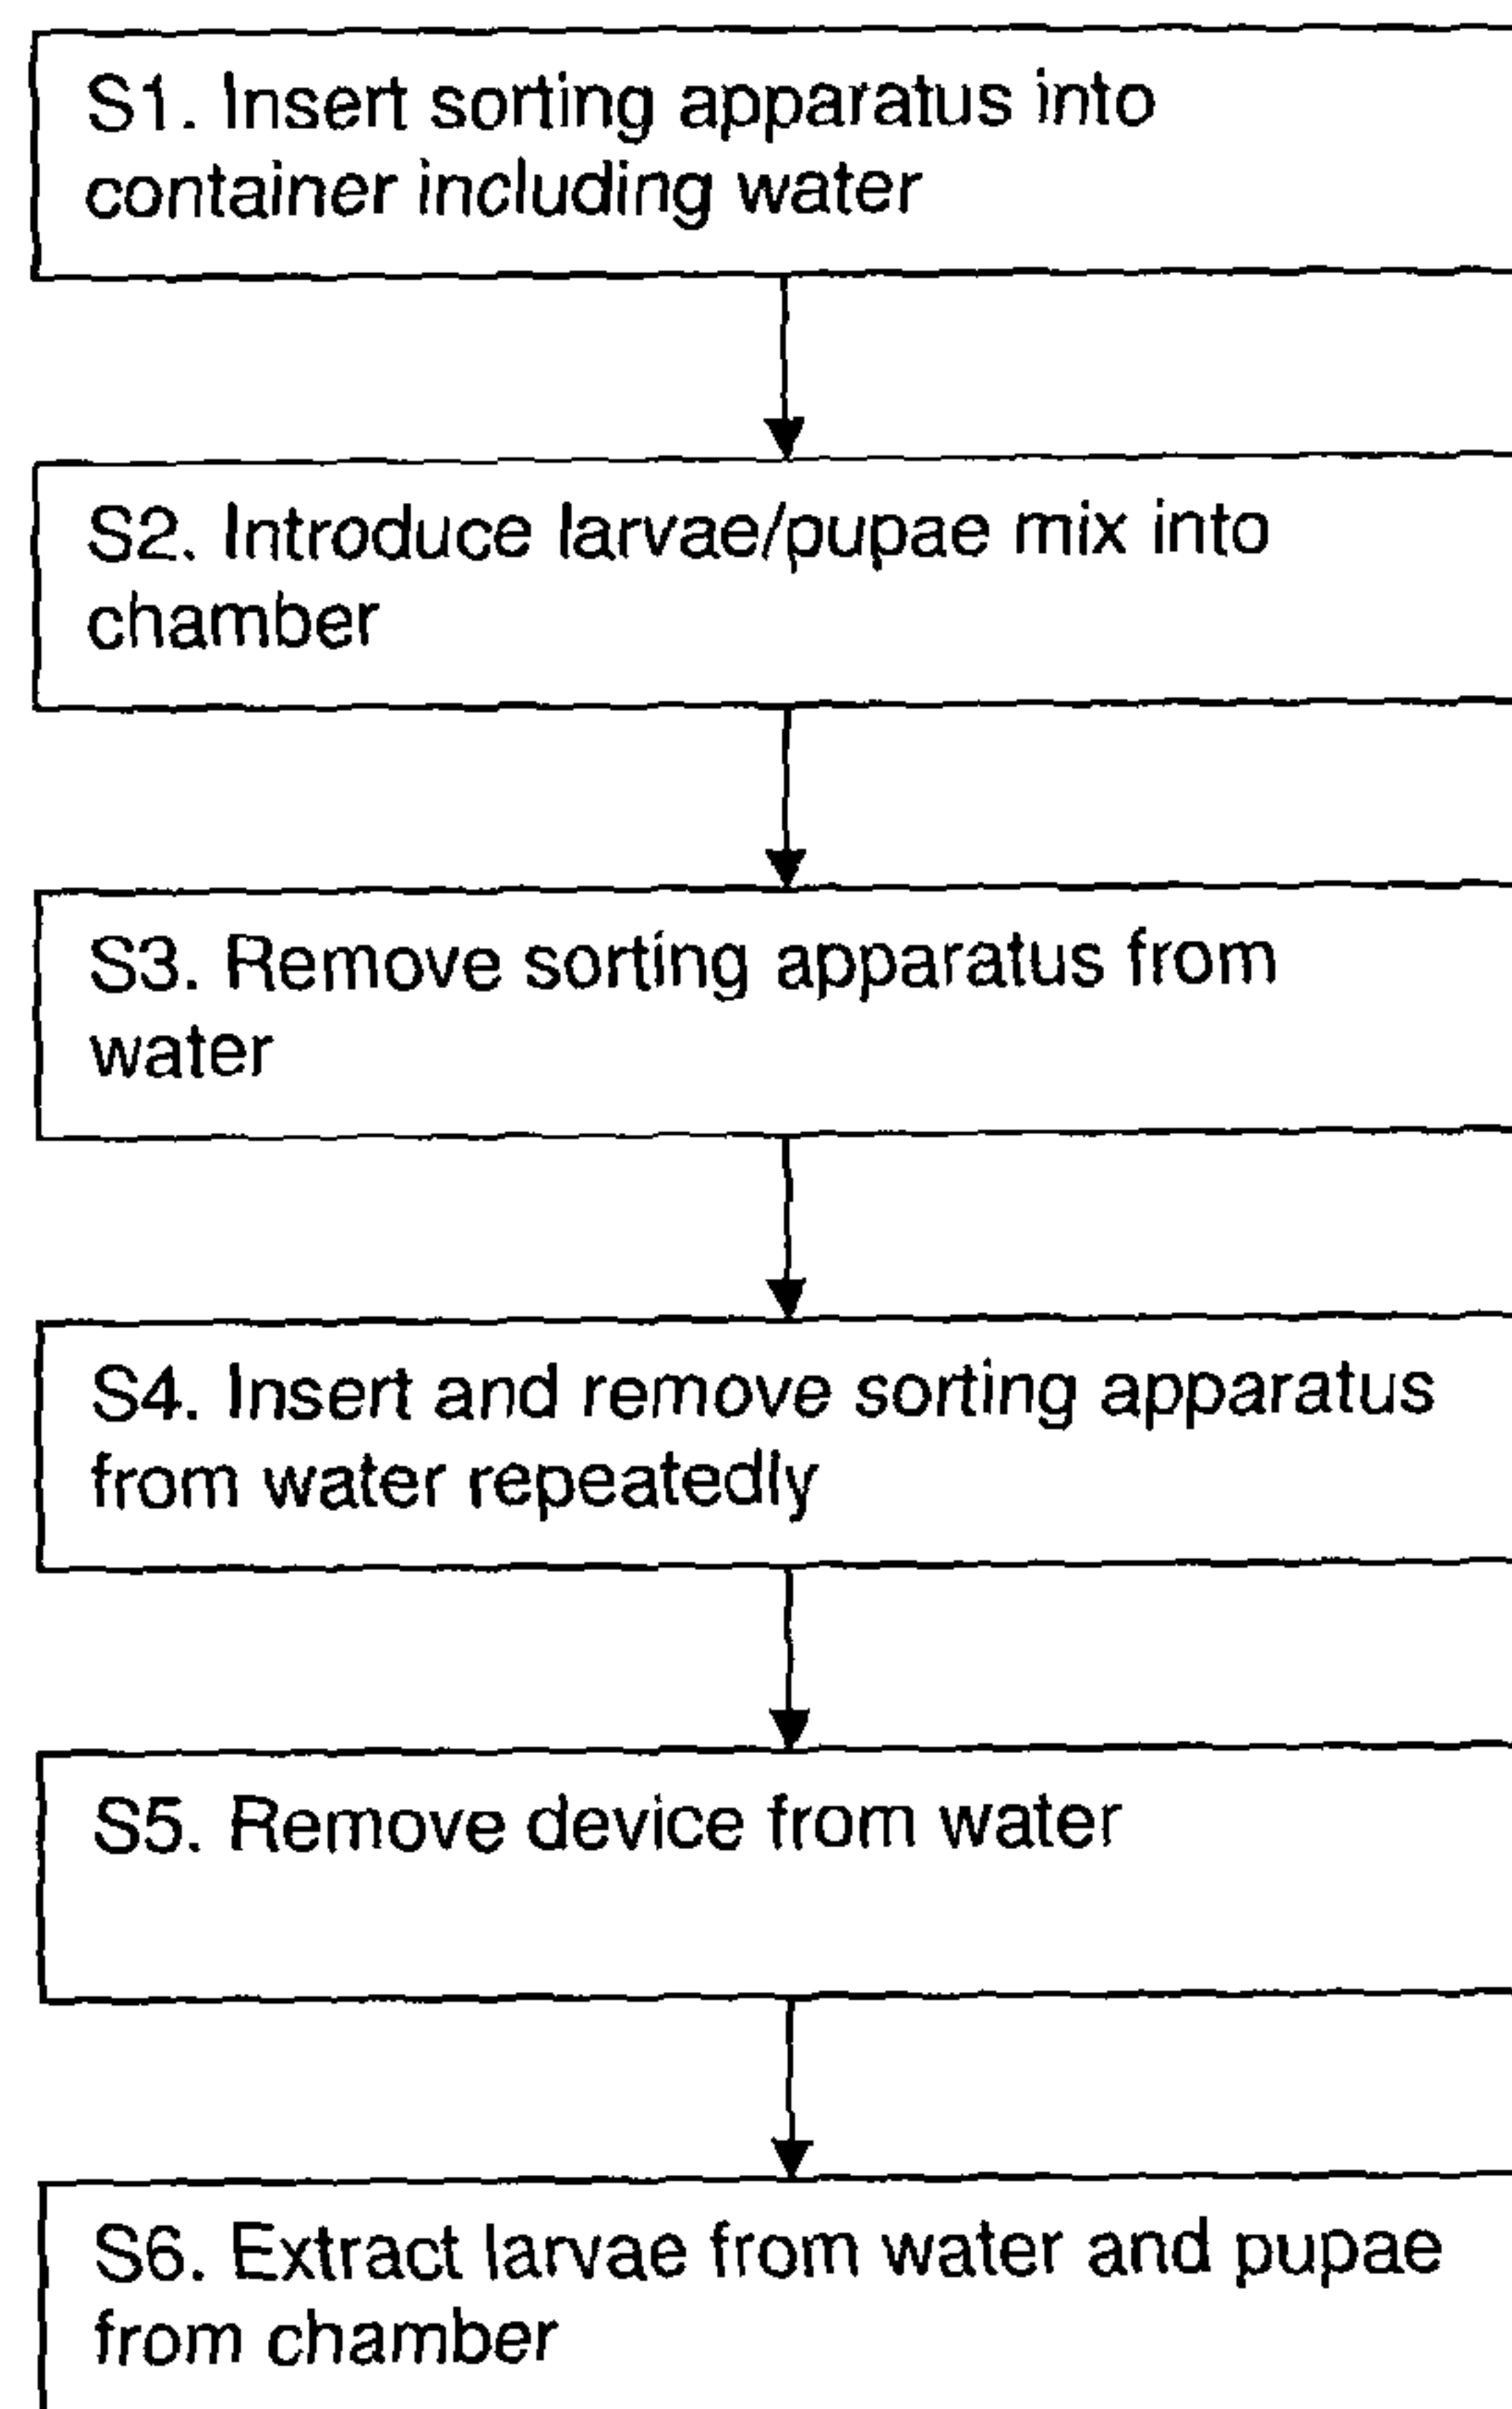 S1. Insert sorting apparatus into
container including water
S2. Introduce larvae/pupae mix into
chamber
S3. Remove sorting apparatus from
water
S4. Insert and remove sorting apparatus
from water repeatedly
S5. Remove device from water
S6. Extract larvae from water and pupae
from chamber